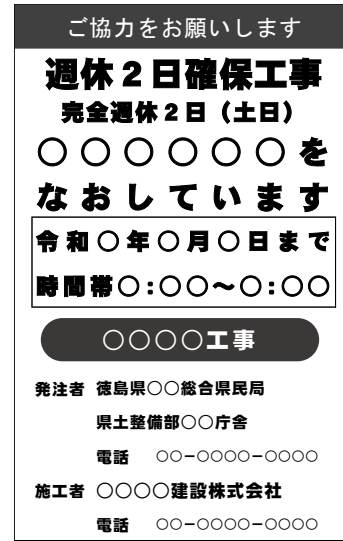 ご協力をお願いします
週休２日確保工事
完全週休２日（土日）
○○○○○○を
なおしています
令和○年○月○日まで
時間帯○:○○～○:○○
○○○○工事
発注者 徳島県○○総合県民局
県土整備部○○庁舎
電話 ○○−○○○○−○○○○
施工者 ○○○○建設株式会社
電話 ○○−○○○○−○○○○